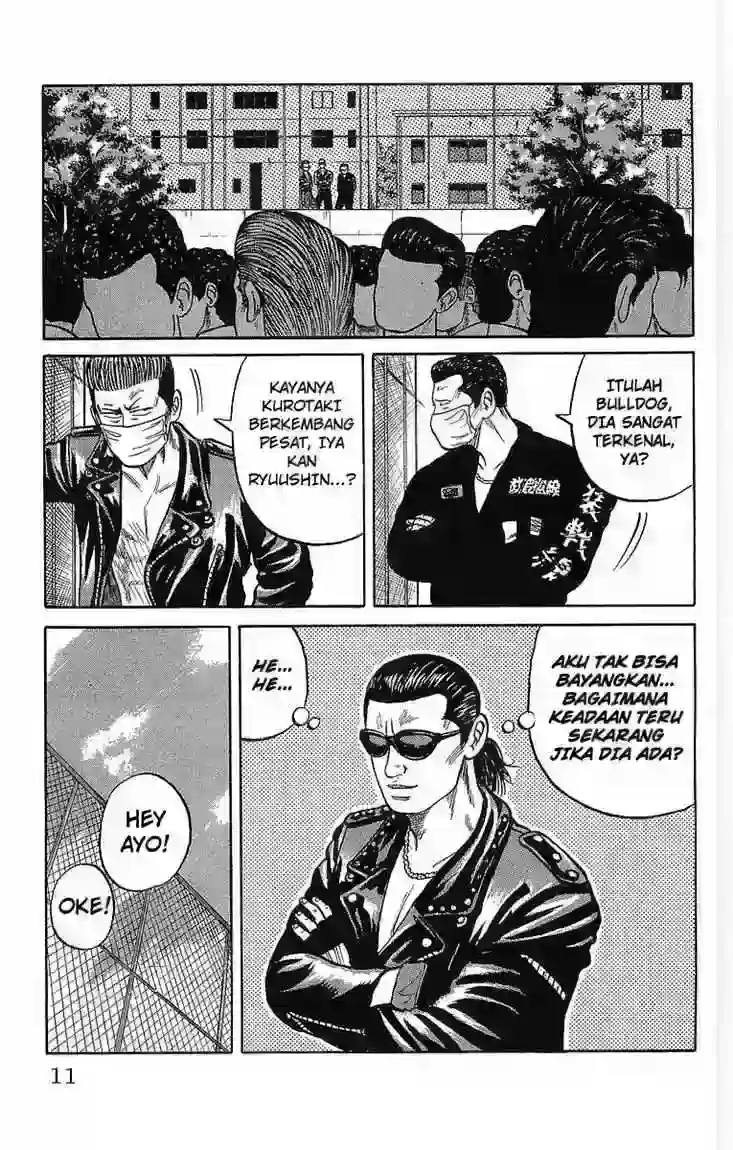 ITULAH
BULLDOG,
DIA SANGAT
TERKENAL,
YA?
KAYANYA
KUROTAKI
BERKEMBANG
PESAT, IYA
KAN
RYUUSHIN...?
AKU TAK BISA
BAYANGKAN...
BAGAIMANA
KEADAAN TERU
SEKARANG
JIKA DIA ADA?
HE...
HE...
HEY
AYO!
OKE!
11